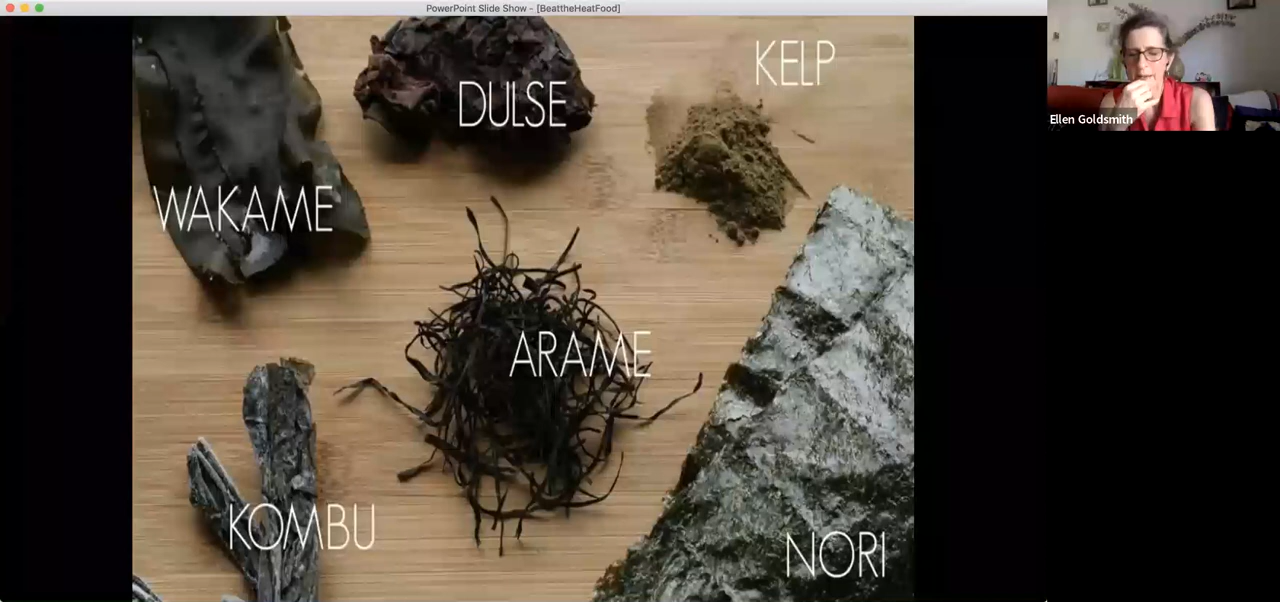 PowerPoint Slide Show - [BeattheHeatFood]
KELP
DULSE
WAKAME
ARAME
KOMBU
NORI
Ellen Goldsmith